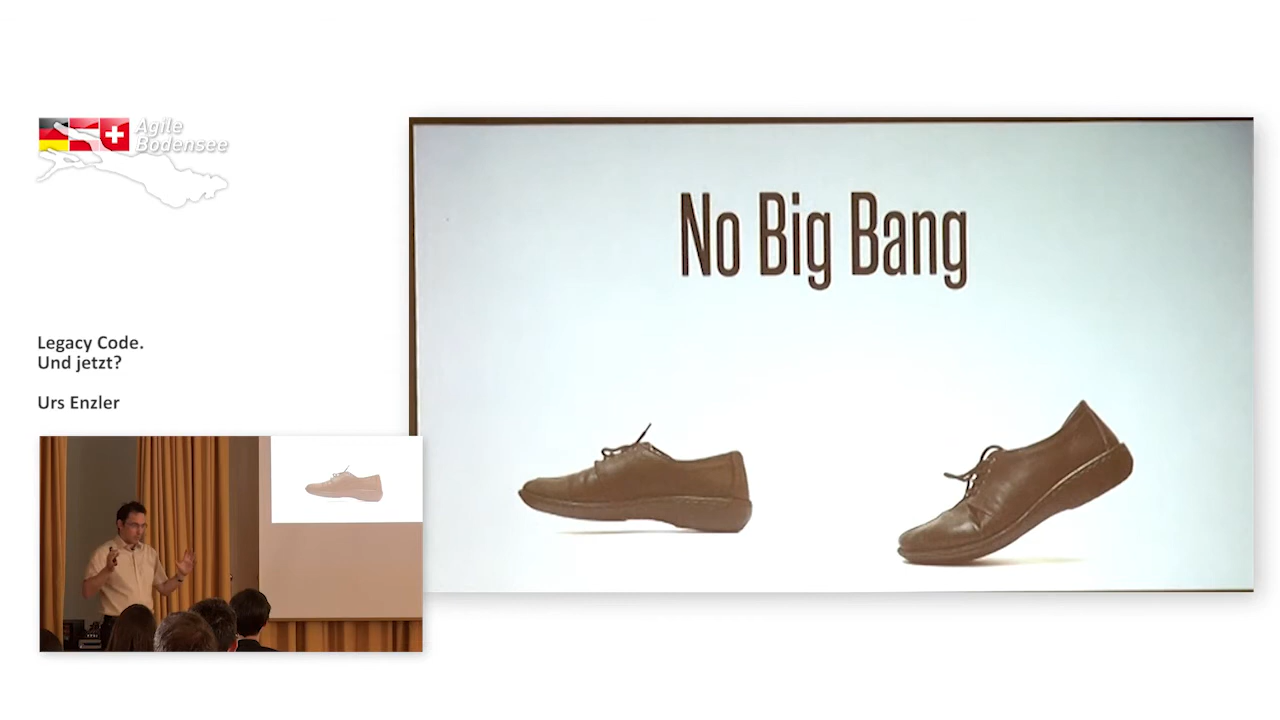 Agile
Bodensee
No Big Bang
Legacy Code.
Und jetzt?
Urs Enzler